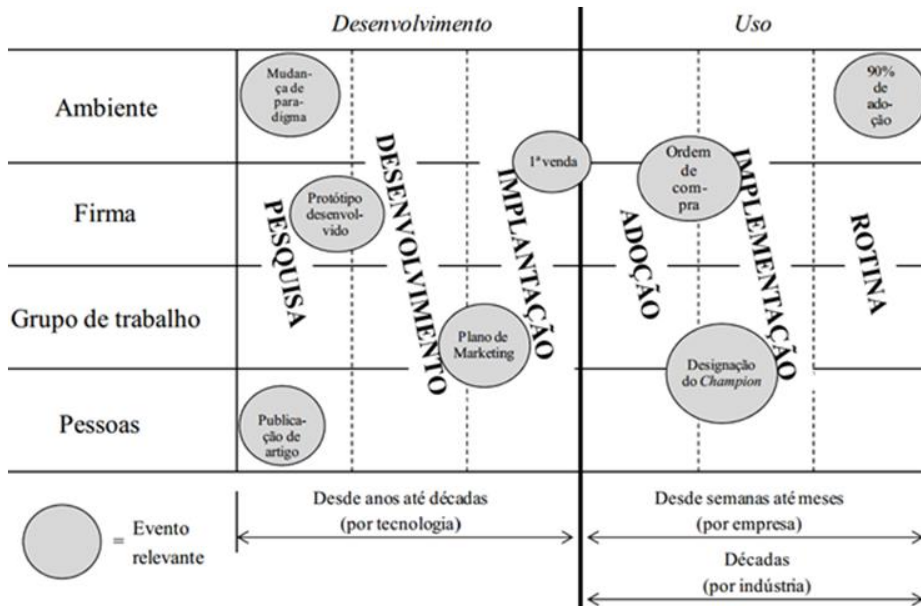 Desenvolvimento
Uso
Ambiente
Mudan-
ça de
para-
digma
90%
de
ado-
ção
1ª venda
Ordem
de
com-
pra
Firma
Protótipo
desenvol-
vido
PESQUISA
DESENVOLVIMENTO
IMPLANTAÇÃO
ADOÇÃO
IMPLEMENTAÇÃO
ROTINA
Grupo de trabalho
Plano de
Marketing
Designação
do Champion
Pessoas
Publica-
ção de
artigo
Desde anos até décadas
(por tecnologia)
Desde semanas até meses
(por empresa)
= Evento
relevante
Décadas
(por indústria)